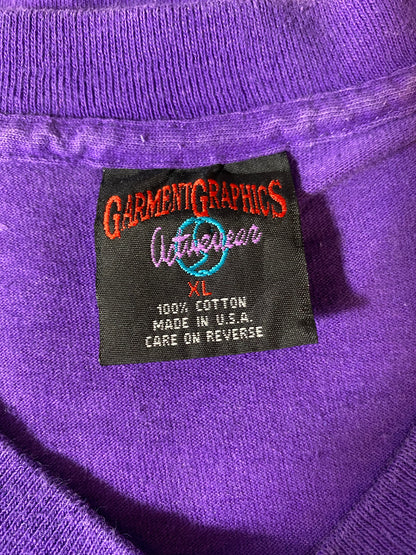 GARMENTGRAPHICS
Activewear
XL
100% COTTON
MADE IN U.S.A.
CARE ON REVERSE